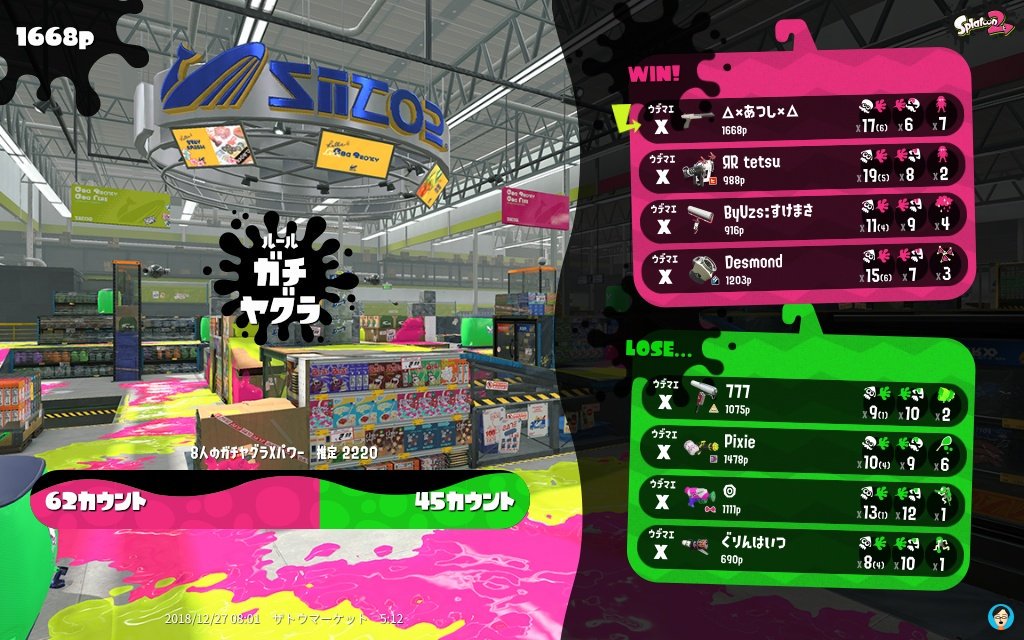 1668p
Splatoon 2
ルール
ガチ
ヤグラ
8人のガチヤグラXパワー 推定 2220
62カウント
45カウント
2018/12/27 08:01 ザトウマーケット 5:12
WIN!
ウデマエ X △×あつし×△ 1668p x17(6) x6 x7
ウデマエ X ЯR tetsu 988p x19(5) x8 x2
ウデマエ X ByUzs::すけまさ 916p x11(4) x9 x4
ウデマエ X Desmond 1203p x15(6) x7 x3
LOSE...
ウデマエ X 777 1075p x9(1) x10 x2
ウデマエ X Pixie 1478p x10(4) x9 x6
ウデマエ X ◎ 1111p x13(1) x12 x1
ウデマエ X ぐりんはいつ 690p x8(4) x10 x1